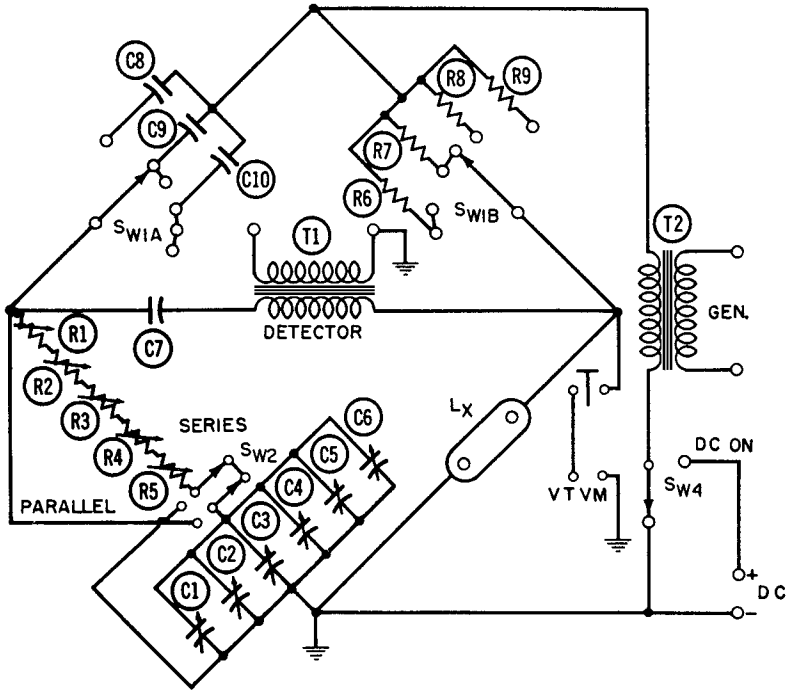 C8
R8
R9
C9
R7
C10
R6
SW1A
SW1B
T1
T2
DETECTOR
GEN.
R1
C7
R2
R3
SERIES
C6
LX
R4
SW2
C5
DC ON
R5
C4
VTVM
SW4
PARALLEL
C3
C2
+
DC
C1
–